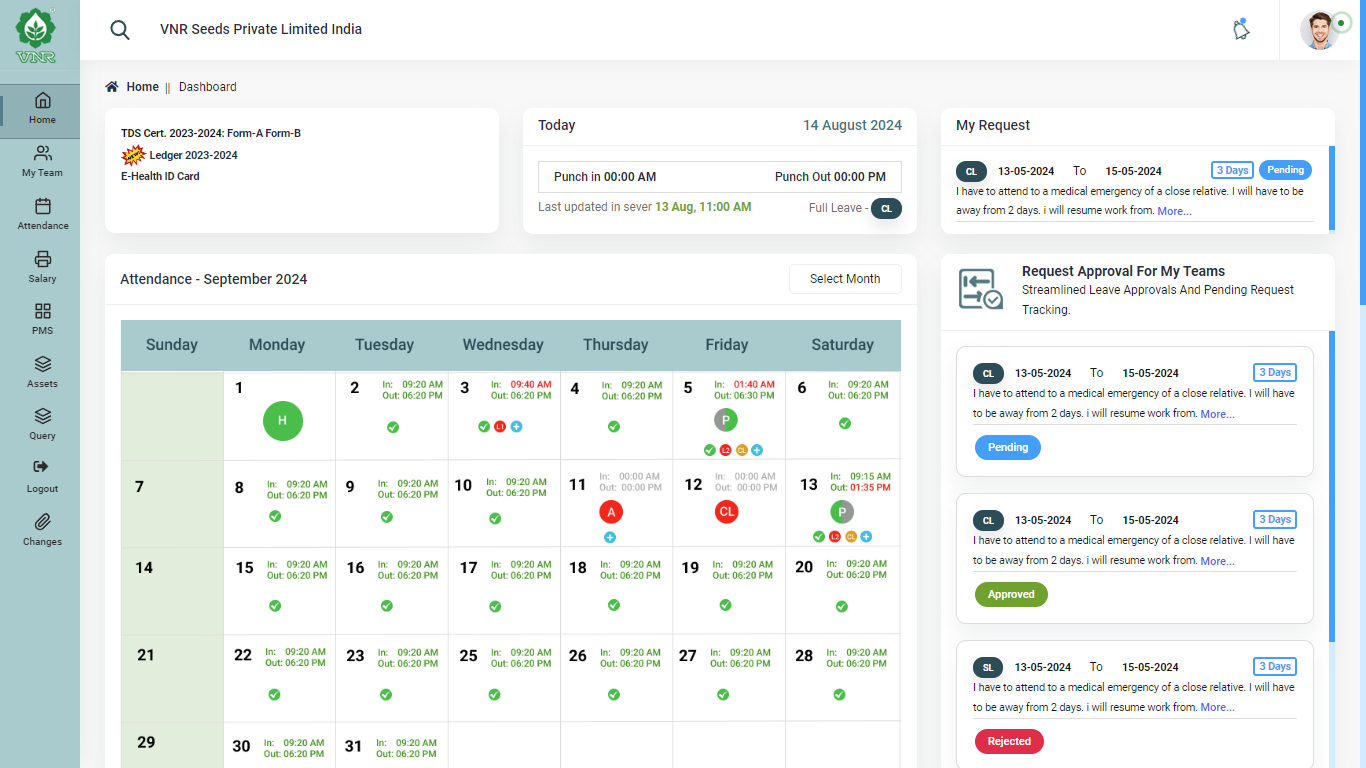 VNR
VNR Seeds Private Limited India
Home
My Team
Attendance
Salary
PMS
Assets
Query
Logout
Changes
Home || Dashboard
TDS Cert. 2023-2024: Form-A Form-B
NEW Ledger 2023-2024
E-Health ID Card
Today 14 August 2024
Punch in 00:00 AM Punch Out 00:00 PM
Last updated in sever 13 Aug, 11:00 AM Full Leave - CL
My Request
CL 13-05-2024 To 15-05-2024 3 Days Pending
I have to attend to a medical emergency of a close relative. I will have to be
away from 2 days. i will resume work from. More...
Attendance - September 2024 Select Month
Sunday Monday Tuesday Wednesday Thursday Friday Saturday
1
H
2 In: 09:20 AM
Out: 06:20 PM
3 In: 09:40 AM
Out: 06:20 PM
L1
4 In: 09:20 AM
Out: 06:20 PM
5 In: 01:40 AM
Out: 06:30 PM
P
L2 CL
6 In: 09:20 AM
Out: 06:20 PM
7
8 In: 09:20 AM
Out: 06:20 PM
9 In: 09:20 AM
Out: 06:20 PM
10 In: 09:20 AM
Out: 06:20 PM
11 In: 00:00 AM
Out: 00:00 PM
A
12 In: 00:00 AM
Out: 00:00 PM
CL
13 In: 09:15 AM
Out: 01:35 PM
P
L2 CL
14
15 In: 09:20 AM
Out: 06:20 PM
16 In: 09:20 AM
Out: 06:20 PM
17 In: 09:20 AM
Out: 06:20 PM
18 In: 09:20 AM
Out: 06:20 PM
19 In: 09:20 AM
Out: 06:20 PM
20 In: 09:20 AM
Out: 06:20 PM
21
22 In: 09:20 AM
Out: 06:20 PM
23 In: 09:20 AM
Out: 06:20 PM
25 In: 09:20 AM
Out: 06:20 PM
26 In: 09:20 AM
Out: 06:20 PM
27 In: 09:20 AM
Out: 06:20 PM
28 In: 09:20 AM
Out: 06:20 PM
29
30 In: 09:20 AM
Out: 06:20 PM
31 In: 09:20 AM
Out: 06:20 PM
Request Approval For My Teams
Streamlined Leave Approvals And Pending Request
Tracking.
CL 13-05-2024 To 15-05-2024 3 Days
I have to attend to a medical emergency of a close relative. I will have
to be away from 2 days. i will resume work from. More...
Pending
CL 13-05-2024 To 15-05-2024 3 Days
I have to attend to a medical emergency of a close relative. I will have
to be away from 2 days. i will resume work from. More...
Approved
SL 13-05-2024 To 15-05-2024 3 Days
I have to attend to a medical emergency of a close relative. I will have
to be away from 2 days. i will resume work from. More...
Rejected